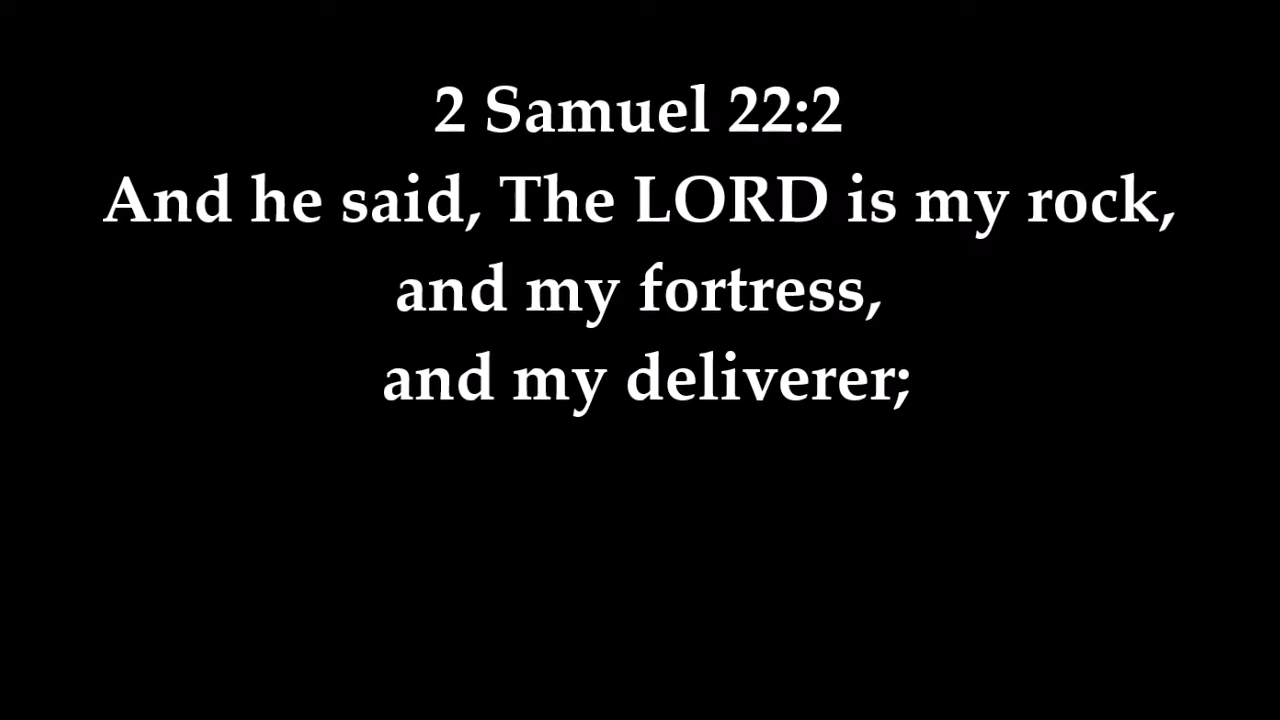 2 Samuel 22:2
And he said, The LORD is my rock,
and my fortress,
and my deliverer;